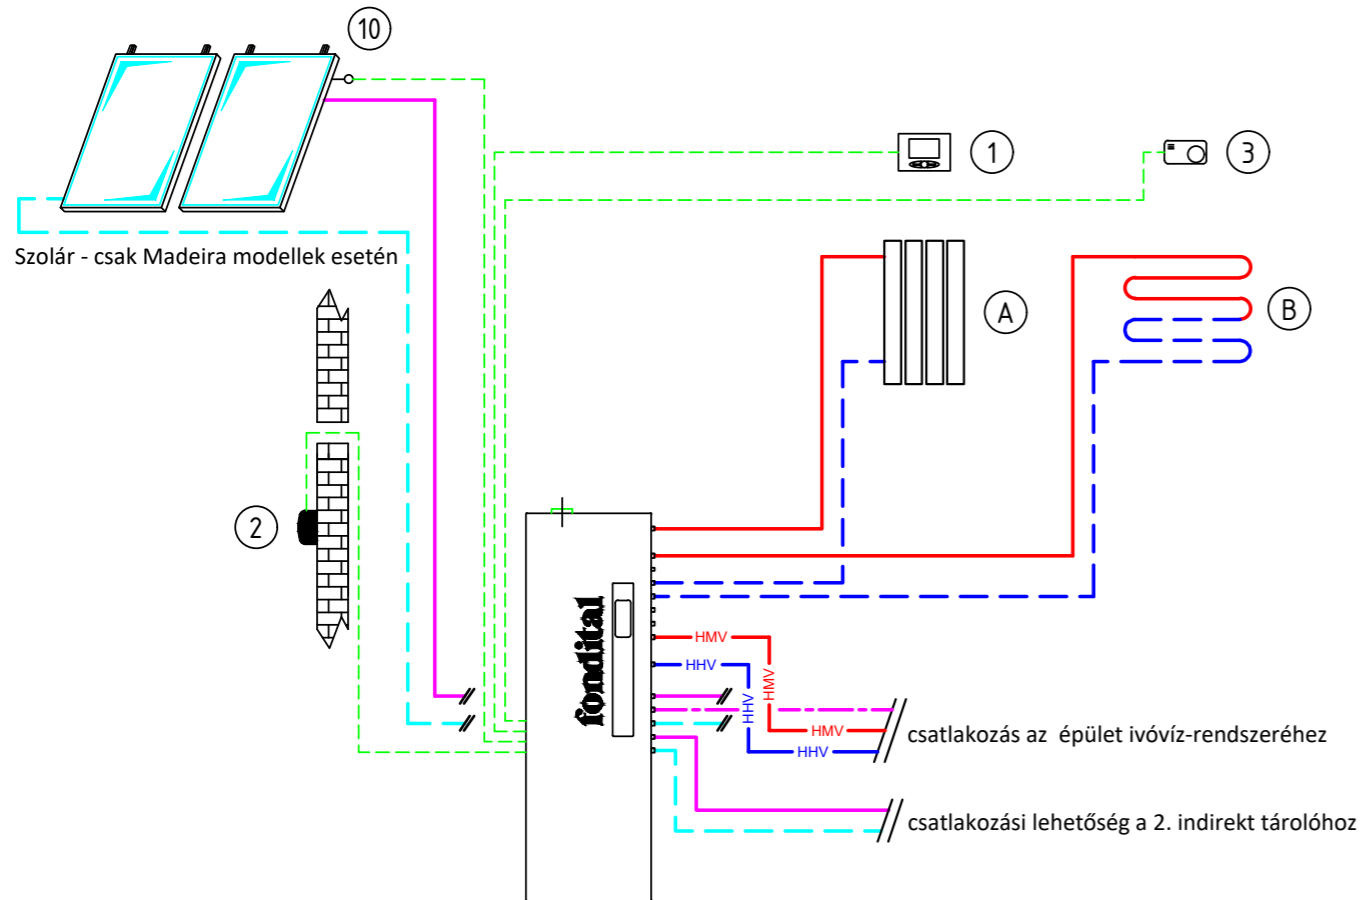 10
1
3
Szolár - csak Madeira modellek esetén
A
B
2
fondital
HMV
HHV
HMV
HHV
HMV
HHV
csatlakozás az épület ivóvíz-rendszeréhez
csatlakozási lehetőség a 2. indirekt tárolóhoz